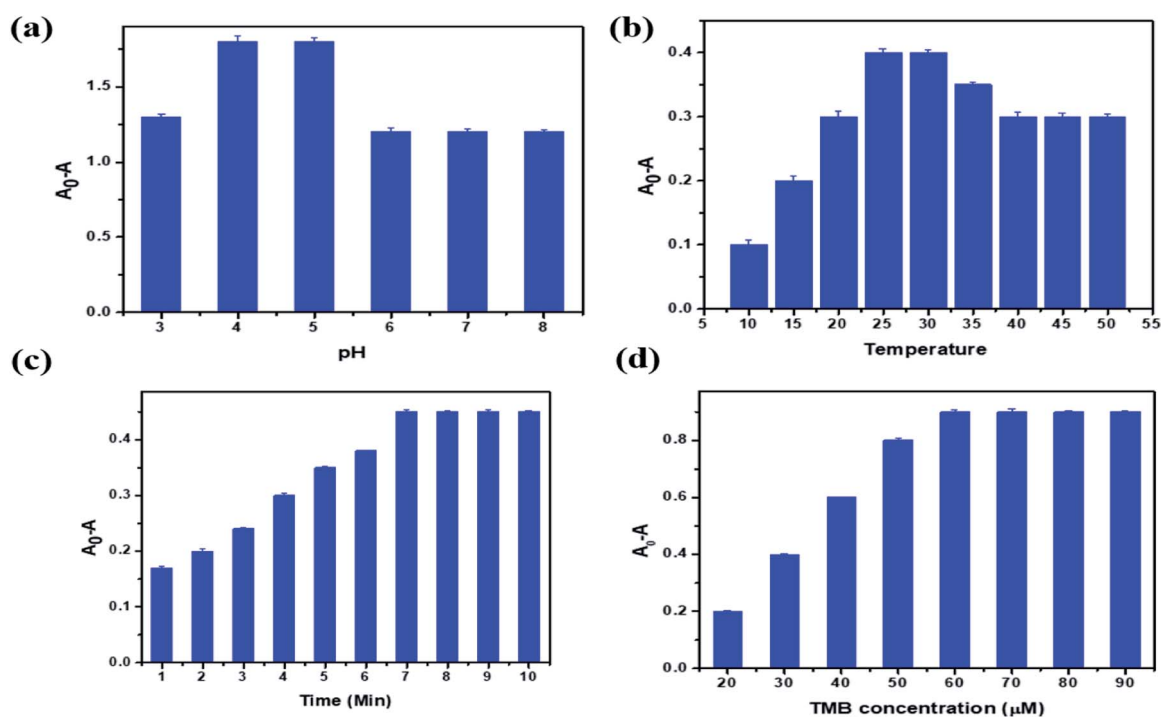 (a)
A₀-A
1.5
1.0
0.5
0.0
3 4 5 6 7 8
pH
(b)
A₀-A
0.4
0.3
0.2
0.1
0.0
5 10 15 20 25 30 35 40 45 50 55
Temperature
(c)
A₀-A
0.4
0.3
0.2
0.1
0.0
1 2 3 4 5 6 7 8 9 10
Time (Min)
(d)
A₀-A
0.8
0.6
0.4
0.2
0.0
20 30 40 50 60 70 80 90
TMB concentration (μM)